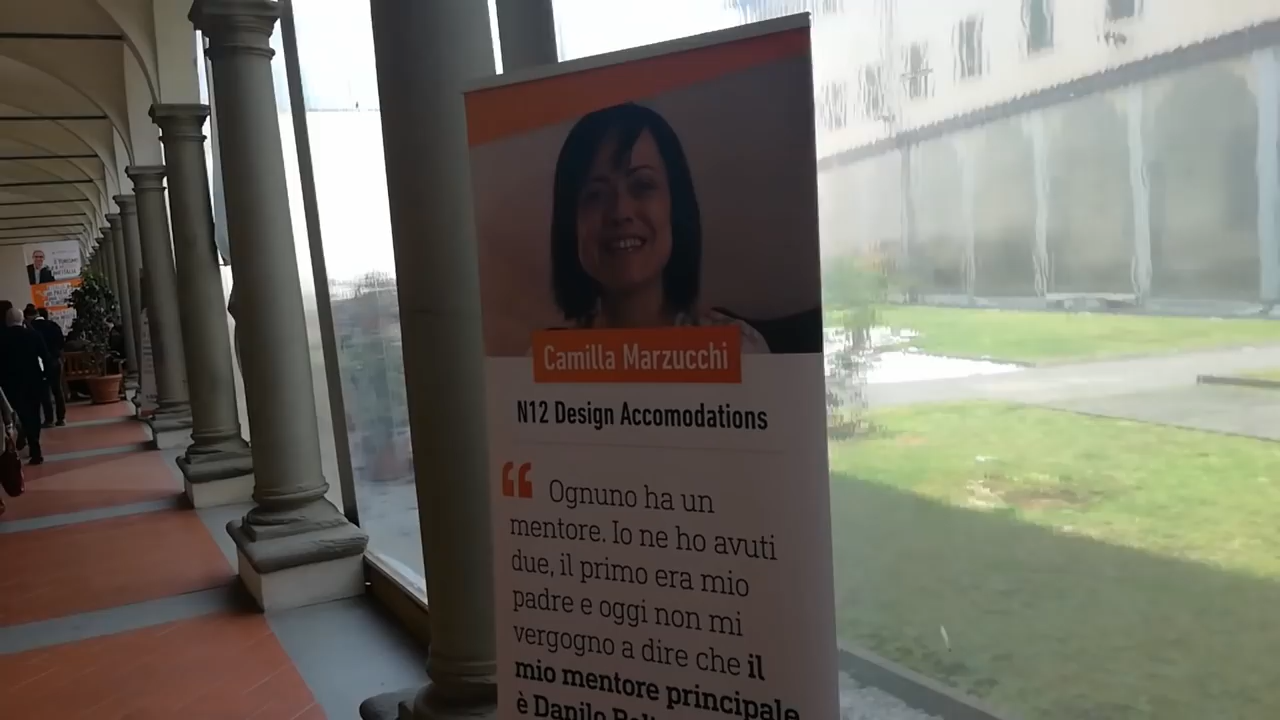 Camilla Marzucchi
N12 Design Accomodations
“ Ognuno ha un
mentore. Io ne ho avuti
due, il primo era mio
padre e oggi non mi
vergogno a dire che il
mio mentore principale
è Danilo